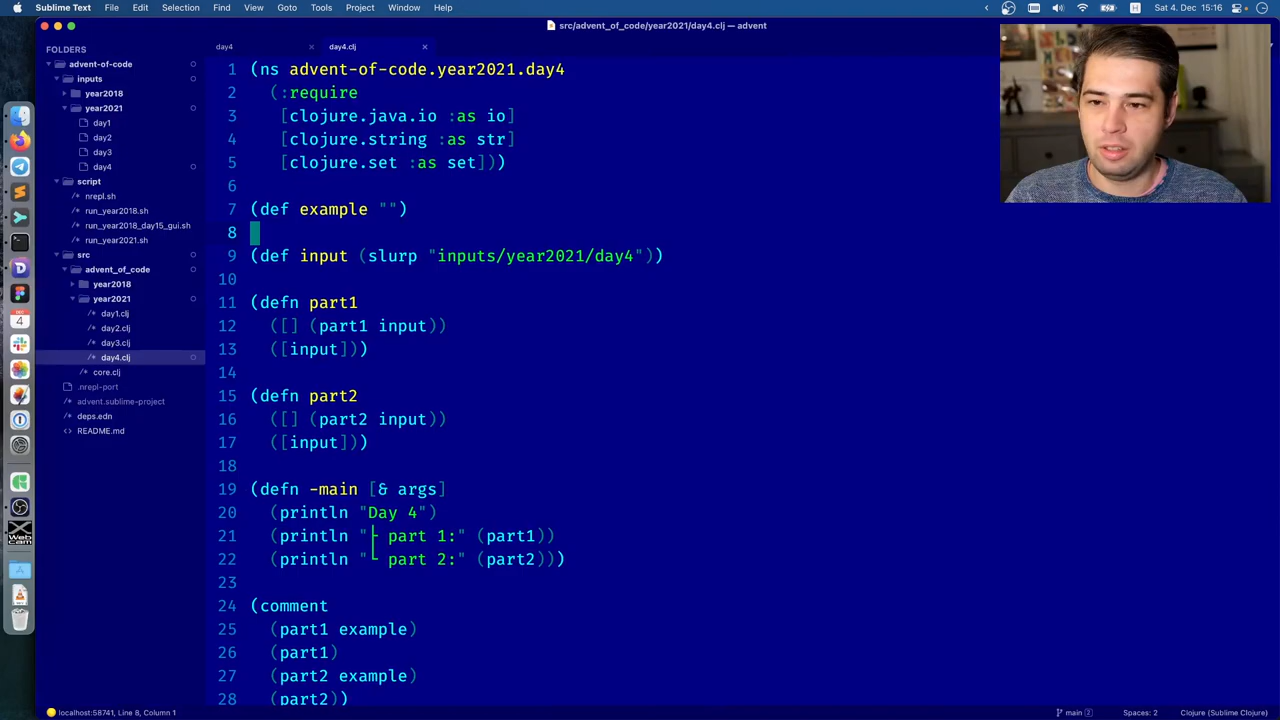 Sublime Text File Edit Selection Find View Goto Tools Project Window Help Sat 4. Dec 15:16
src/advent_of_code/year2021/day4.clj — advent
FOLDERS
advent-of-code
inputs
year2018
year2021
day1
day2
day3
day4
script
nrepl.sh
run_year2018.sh
run_year2018_day15_gui.sh
run_year2021.sh
src
advent_of_code
year2018
year2021
day1.clj
day2.clj
day3.clj
day4.clj
core.clj
.nrepl-port
advent.sublime-project
deps.edn
README.md
day4
day4.clj
1 (ns advent-of-code.year2021.day4
2 (:require
3 [clojure.java.io :as io]
4 [clojure.string :as str]
5 [clojure.set :as set]))
6
7 (def example "")
8
9 (def input (slurp "inputs/year2021/day4"))
10
11 (defn part1
12 ([] (part1 input))
13 ([input]))
14
15 (defn part2
16 ([] (part2 input))
17 ([input]))
18
19 (defn -main [& args]
20 (println "Day 4")
21 (println "├ part 1:" (part1))
22 (println "└ part 2:" (part2)))
23
24 (comment
25 (part1 example)
26 (part1)
27 (part2 example)
28 (part2))
localhost:58741, Line 8, Column 1
main 2
Spaces: 2
Clojure (Sublime Clojure)